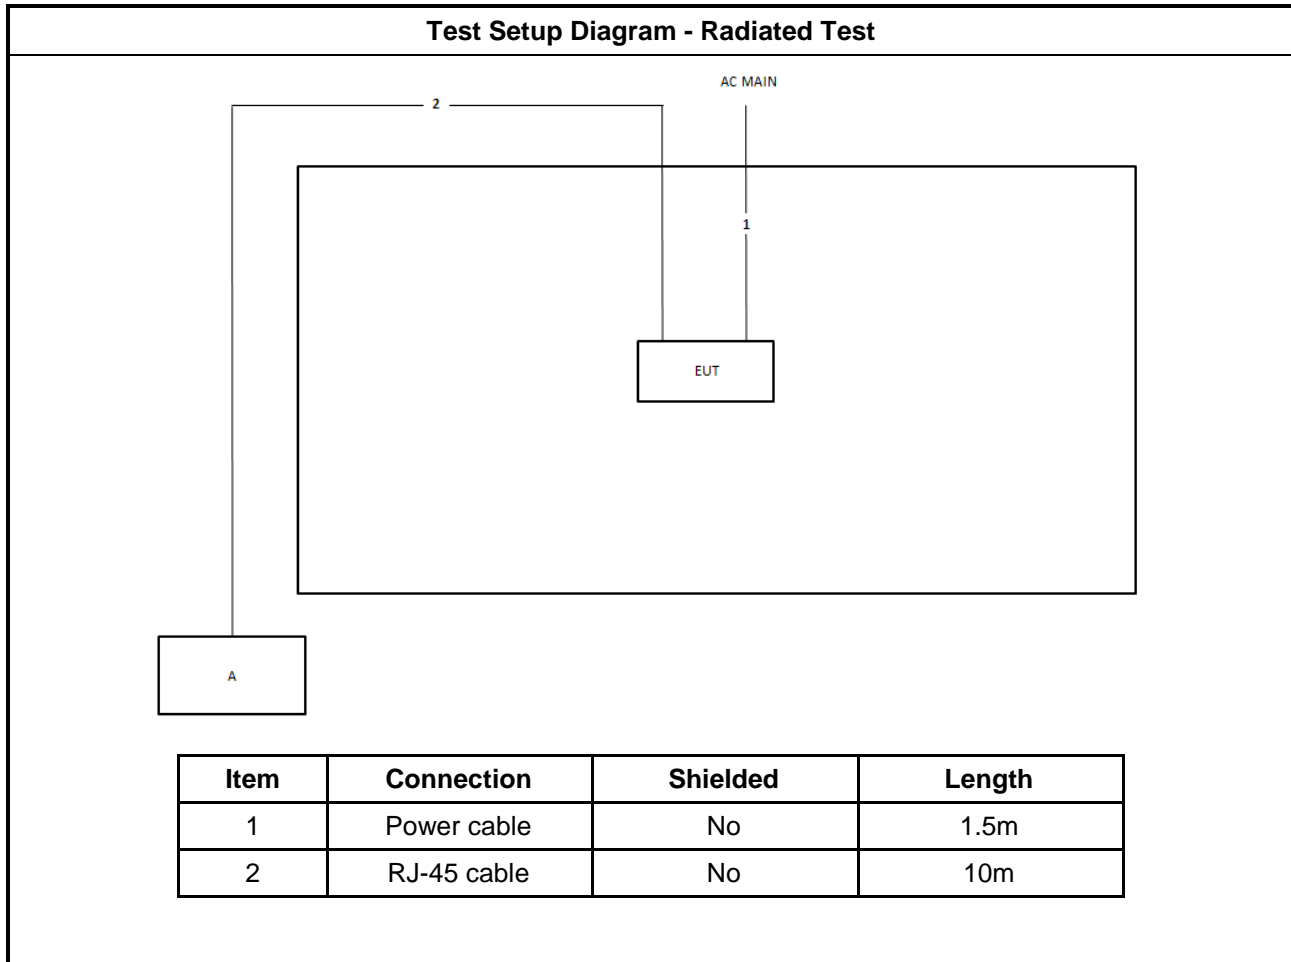 Test Setup Diagram - Radiated Test
AC MAIN
2
1
EUT
A
Item Connection Shielded Length
1 Power cable No 1.5m
2 RJ-45 cable No 10m